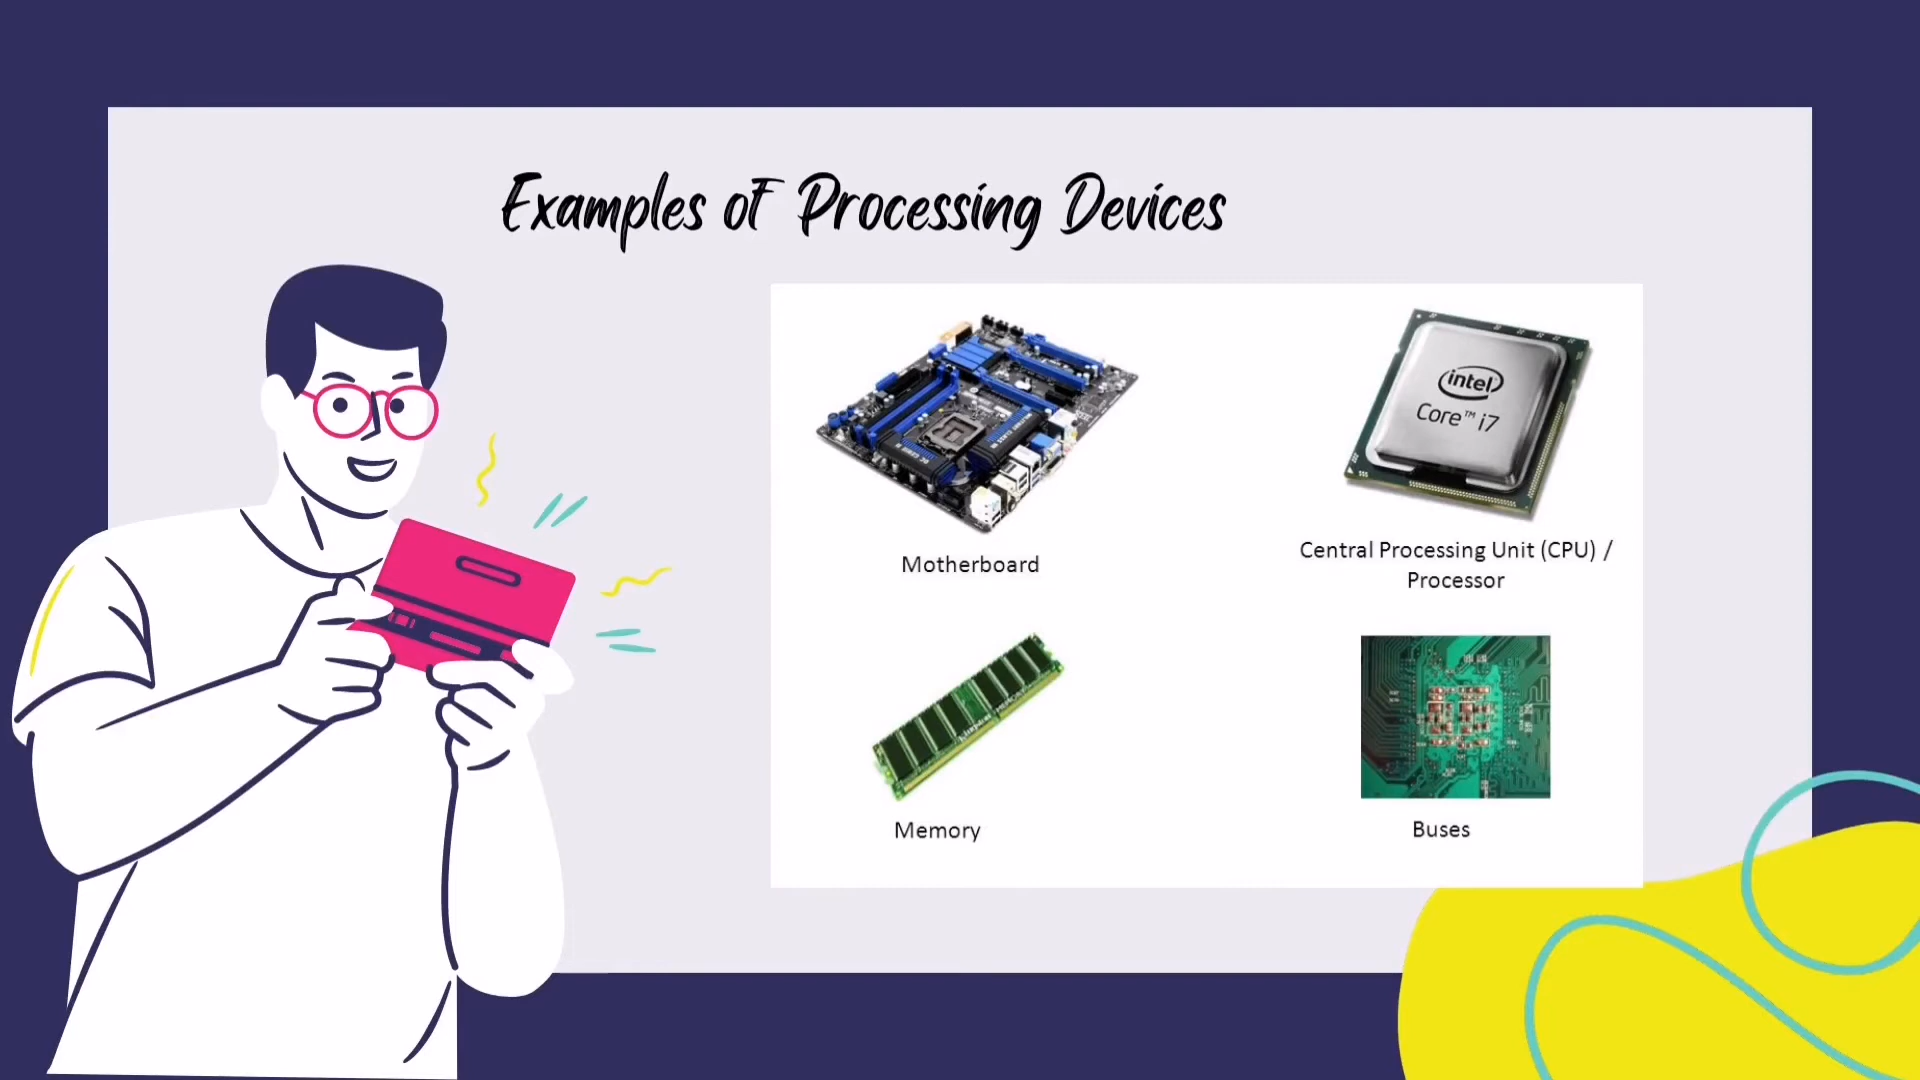 Examples of Processing Devices
intel
Core™ i7
Motherboard
Central Processing Unit (CPU) /
Processor
Memory
Buses